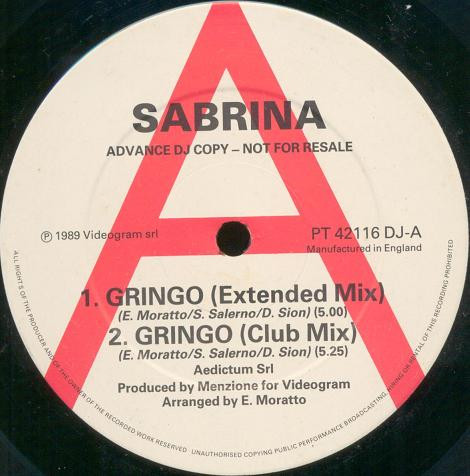 SABRINA
ADVANCE DJ COPY – NOT FOR RESALE
℗ 1989 Videogram srl
PT 42116 DJ-A
Manufactured in England
1. GRINGO (Extended Mix)
(E. Moratto/S. Salerno/D. Sion) (5.00)
2. GRINGO (Club Mix)
(E. Moratto/S. Salerno/D. Sion) (5.25)
Aedictum Srl
Produced by Menzione for Videogram
Arranged by E. Moratto
ALL RIGHTS OF THE PRODUCER AND OF THE OWNER OF THE RECORDED WORK RESERVED UNAUTHORISED COPYING PUBLIC PERFORMANCE BROADCASTING, HIRING OR RENTAL OF THIS RECORDING PROHIBITED